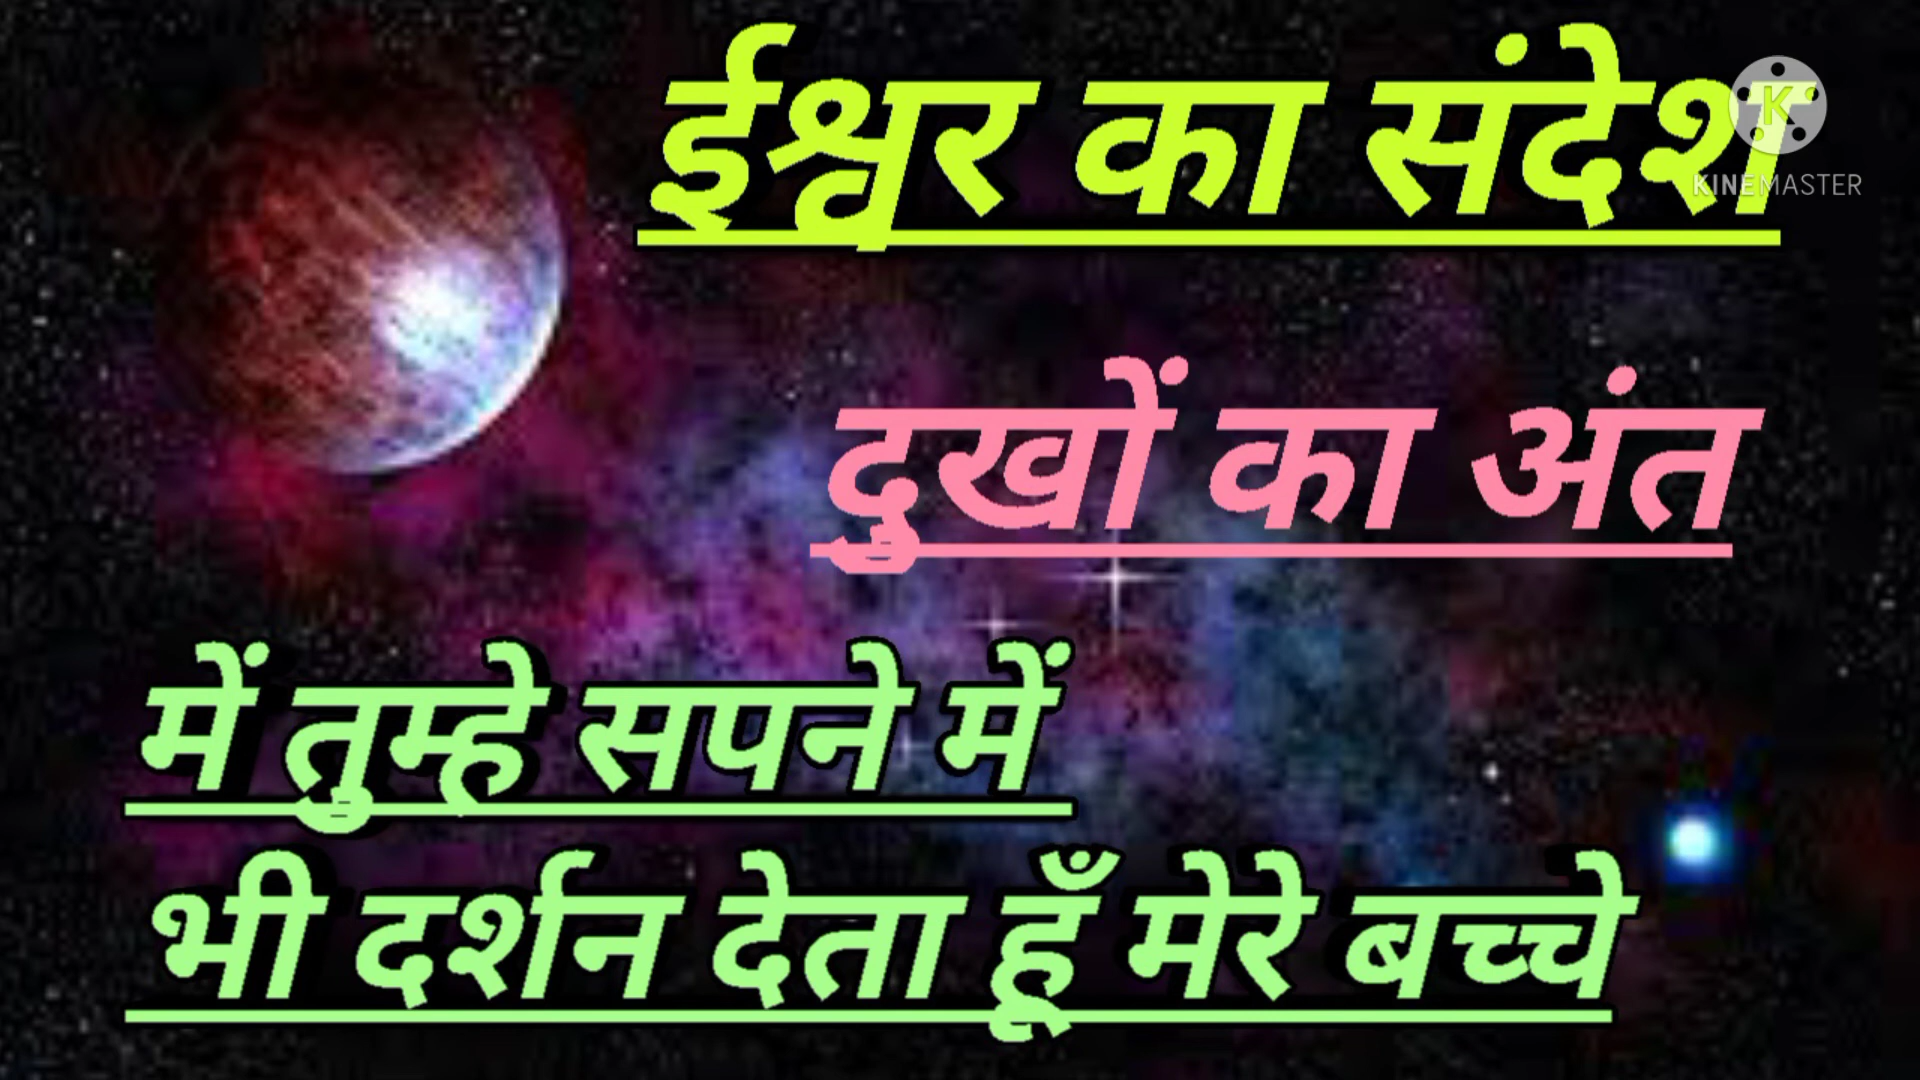 ईश्वर का संदेश
KINEMASTER
दुखों का अंत
में तुम्हे सपने में
भी दर्शन देता हूँ मेरे बच्चे